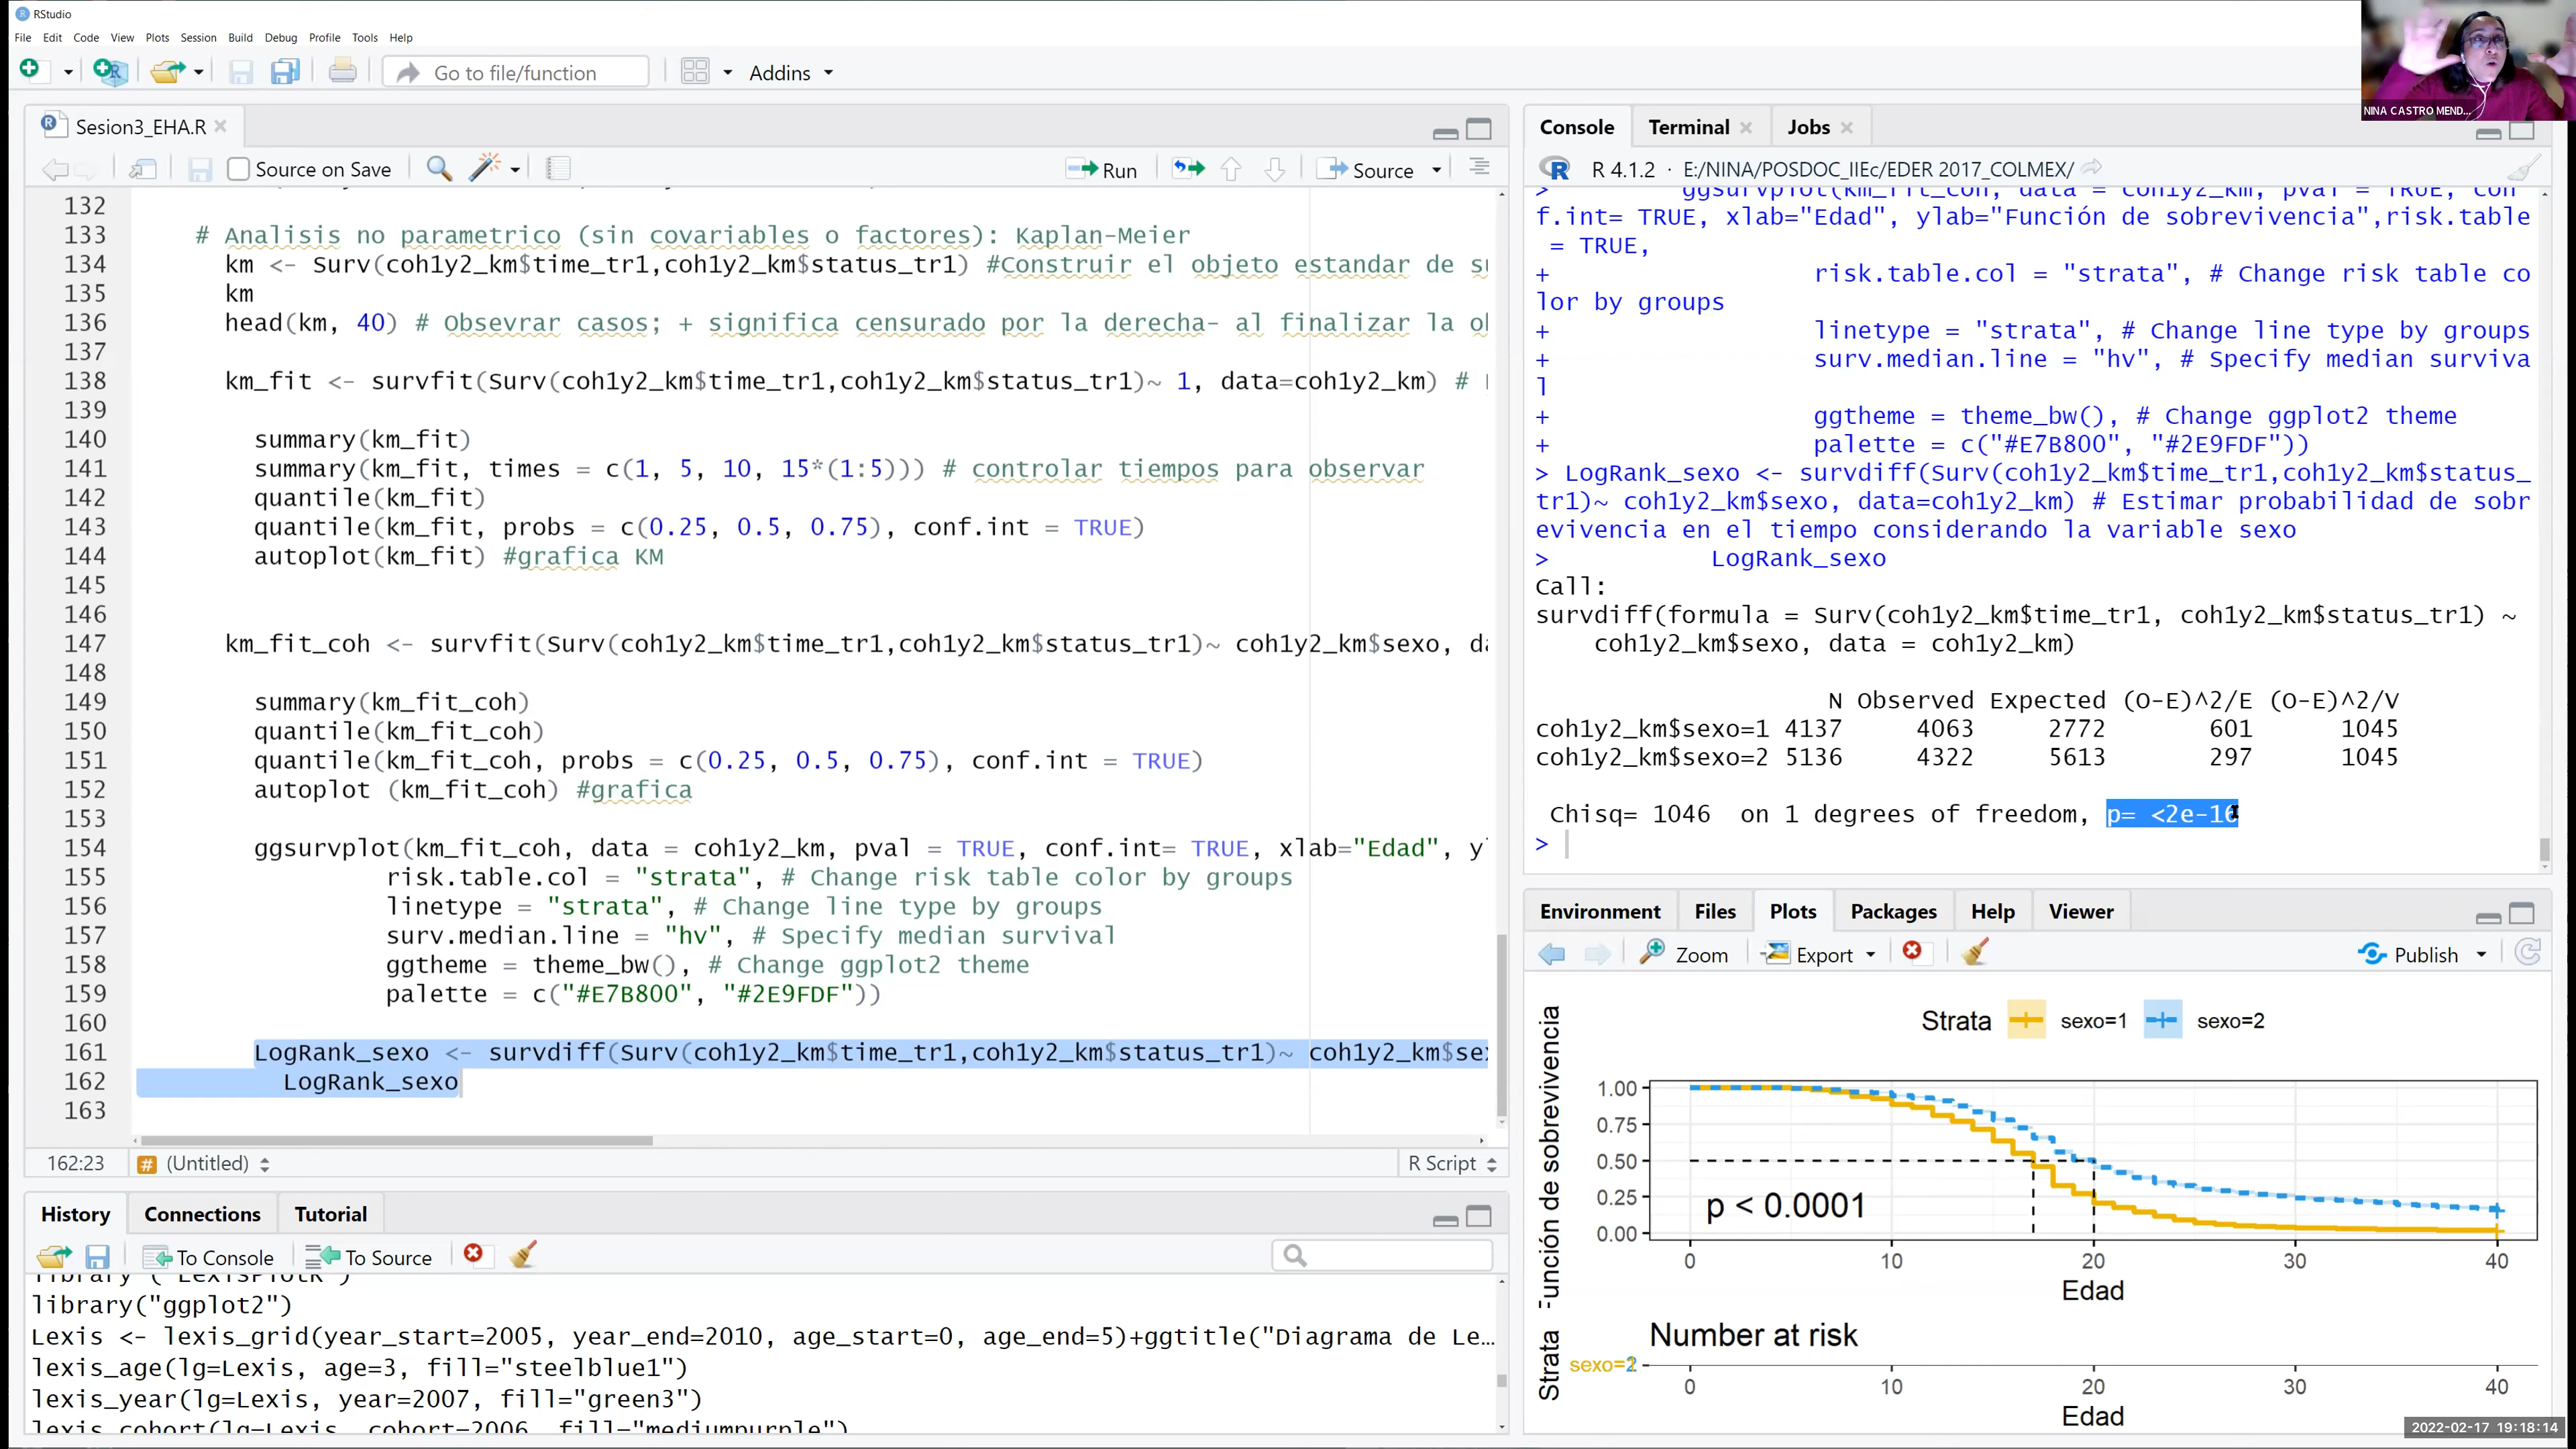 RStudio
File Edit Code View Plots Session Build Debug Profile Tools Help
Go to file/function
Addins
NINA CASTRO MEND...
Sesion3_EHA.R
Source on Save
Run
Source
132
133 # Analisis no parametrico (sin covariables o factores): Kaplan-Meier
134 km <- Surv(coh1y2_km$time_tr1,coh1y2_km$status_tr1) #Construir el objeto estandar de
135 km
136 head(km, 40) # Obsevrar casos; + significa censurado por la derecha- al finalizar la
137
138 km_fit <- survfit(Surv(coh1y2_km$time_tr1,coh1y2_km$status_tr1)~ 1, data=coh1y2_km) #
139
140 summary(km_fit)
141 summary(km_fit, times = c(1, 5, 10, 15*(1:5))) # controlar tiempos para observar
142 quantile(km_fit)
143 quantile(km_fit, probs = c(0.25, 0.5, 0.75), conf.int = TRUE)
144 autoplot(km_fit) #grafica KM
145
146
147 km_fit_coh <- survfit(Surv(coh1y2_km$time_tr1,coh1y2_km$status_tr1)~ coh1y2_km$sexo,
148
149 summary(km_fit_coh)
150 quantile(km_fit_coh)
151 quantile(km_fit_coh, probs = c(0.25, 0.5, 0.75), conf.int = TRUE)
152 autoplot (km_fit_coh) #grafica
153
154 ggsurvplot(km_fit_coh, data = coh1y2_km, pval = TRUE, conf.int= TRUE, xlab="Edad",
155 risk.table.col = "strata", # Change risk table color by groups
156 linetype = "strata", # Change line type by groups
157 surv.median.line = "hv", # Specify median survival
158 ggtheme = theme_bw(), # Change ggplot2 theme
159 palette = c("#E7B800", "#2E9FDF"))
160
161 LogRank_sexo <- survdiff(Surv(coh1y2_km$time_tr1,coh1y2_km$status_tr1)~ coh1y2_km$se
162 LogRank_sexo
163
162:23 # (Untitled) R Script
History Connections Tutorial
To Console To Source
library("ggplot2")
Lexis <- lexis_grid(year_start=2005, year_end=2010, age_start=0, age_end=5)+ggtitle("Diagrama de Le...
lexis_age(lg=Lexis, age=3, fill="steelblue1")
lexis_year(lg=Lexis, year=2007, fill="green3")
lexis_cohort(lg=Lexis, cohort=2006, fill="mediumpurple")
Console Terminal Jobs
R 4.1.2 · E:/NINA/POSDOC_IIEc/EDER 2017_COLMEX/
> ggsurvplot(km_fit_coh, data = coh1y2_km, pval = TRUE, con
f.int= TRUE, xlab="Edad", ylab="Función de sobrevivencia",risk.table
= TRUE,
+ risk.table.col = "strata", # Change risk table co
lor by groups
+ linetype = "strata", # Change line type by groups
+ surv.median.line = "hv", # Specify median surviva
l
+ ggtheme = theme_bw(), # Change ggplot2 theme
+ palette = c("#E7B800", "#2E9FDF"))
> LogRank_sexo <- survdiff(Surv(coh1y2_km$time_tr1,coh1y2_km$status_
tr1)~ coh1y2_km$sexo, data=coh1y2_km) # Estimar probabilidad de sobr
evivencia en el tiempo considerando la variable sexo
> LogRank_sexo
Call:
survdiff(formula = Surv(coh1y2_km$time_tr1, coh1y2_km$status_tr1) ~
coh1y2_km$sexo, data = coh1y2_km)
N Observed Expected (O-E)^2/E (O-E)^2/V
coh1y2_km$sexo=1 4137 4063 2772 601 1045
coh1y2_km$sexo=2 5136 4322 5613 297 1045
Chisq= 1046 on 1 degrees of freedom, p= <2e-16
>
Environment Files Plots Packages Help Viewer
Zoom Export Publish
Strata sexo=1 sexo=2
Función de sobrevivencia
1.00
0.75
0.50
0.25
0.00
p < 0.0001
0 10 20 30 40
Edad
Number at risk
Strata
sexo=2
0 10 20 30 40
Edad
2022-02-17 19:18:14